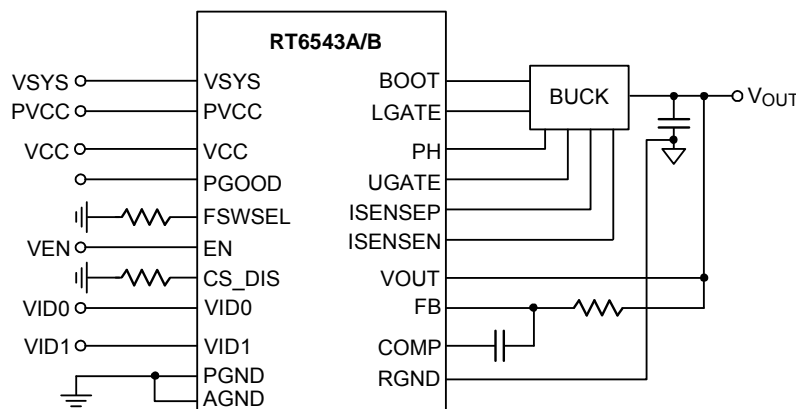 RT6543A/B
VSYS VSYS BOOT
PVCC PVCC LGATE BUCK VOUT
VCC VCC PH
PGOOD UGATE
FSWSEL ISENSEP
VEN EN ISENSEN
CS_DIS VOUT
VID0 VID0 FB
VID1 VID1 COMP
PGND RGND
AGND